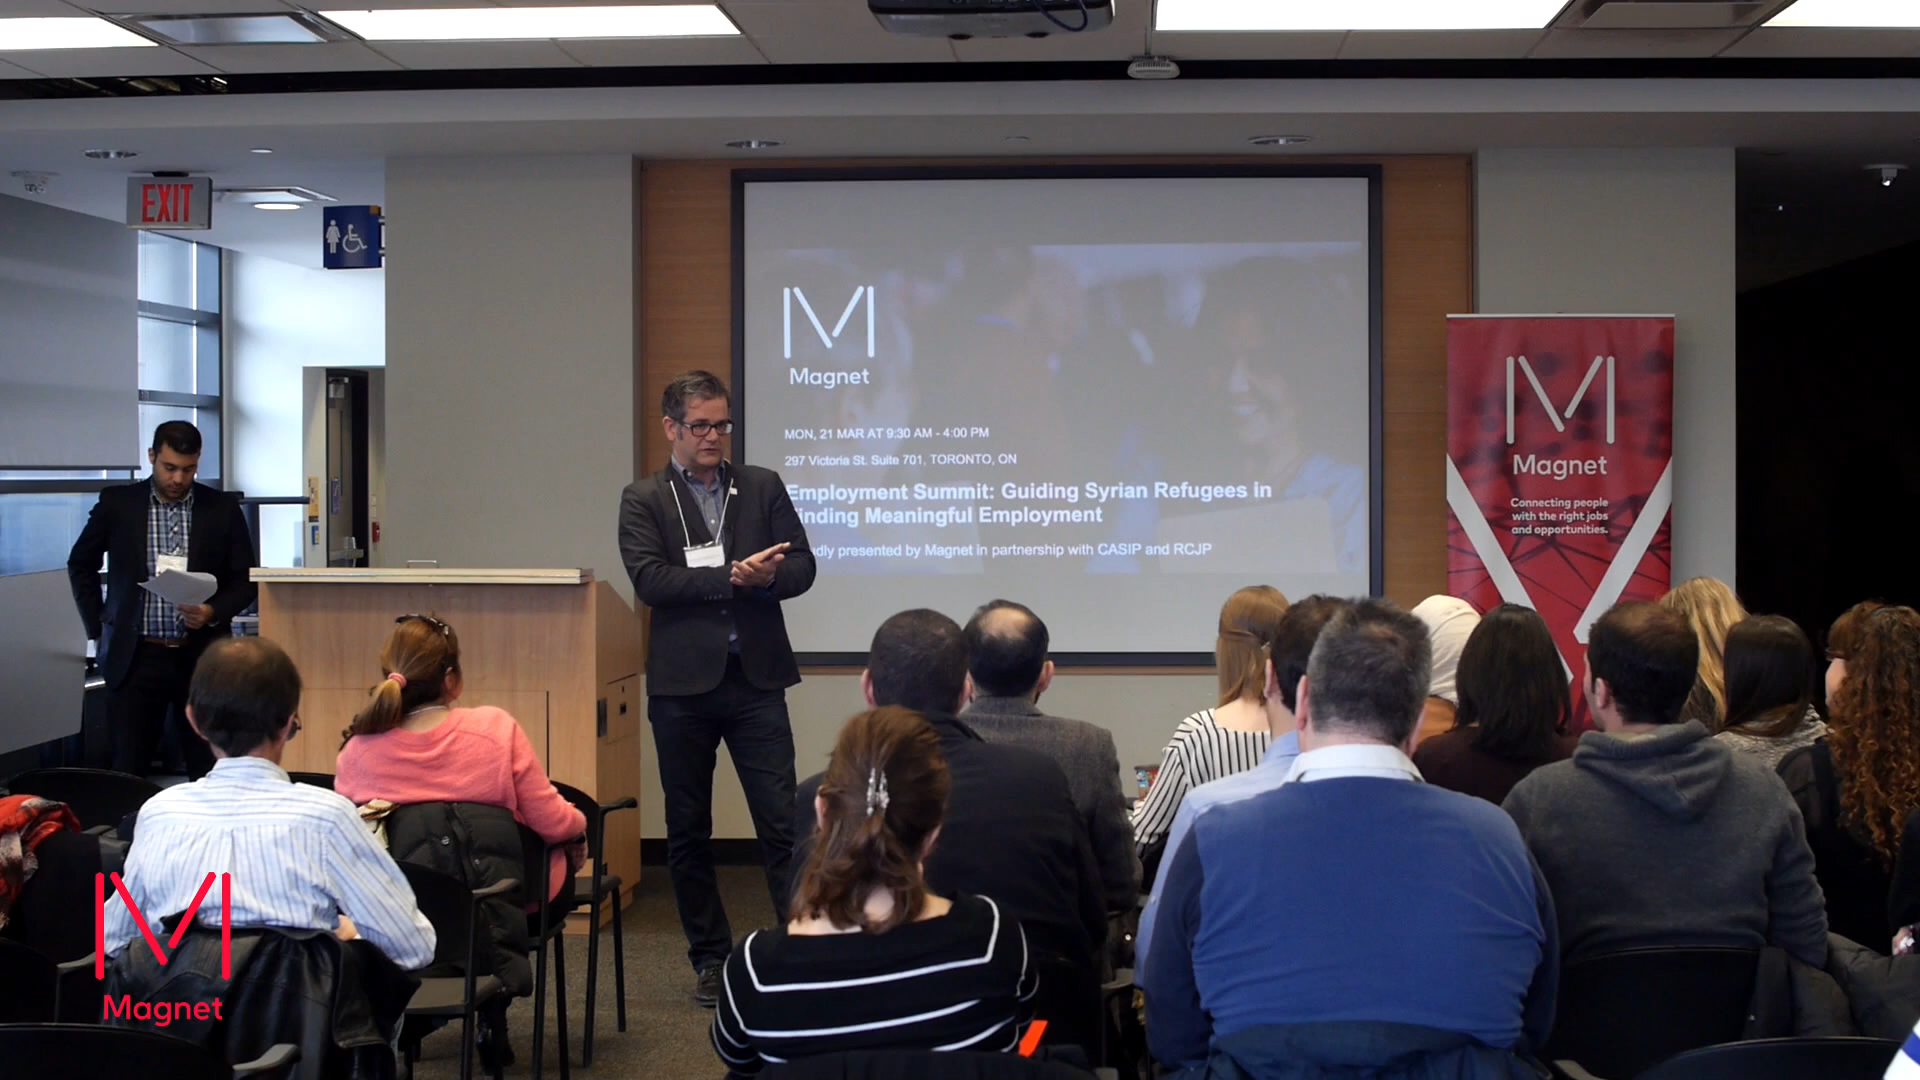 EXIT
Magnet
MON, 21 MAR AT 9:30 AM - 4:00 PM
297 Victoria St. Suite 701, TORONTO, ON
Employment Summit: Guiding Syrian Refugees in
inding Meaningful Employment
udly presented by Magnet in partnership with CASIP and RCJP
Magnet
Connecting people
with the right jobs
and opportunities.
Magnet